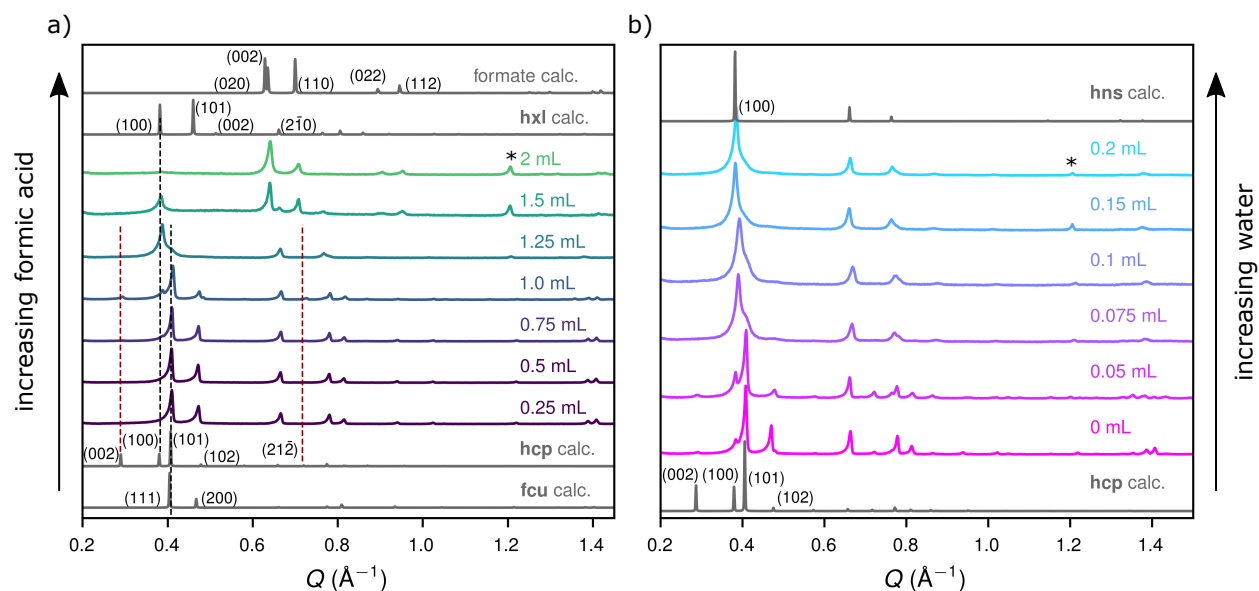 a)
increasing formic acid
(002)
(020)
(110)
(022)
(112)
formate calc.
(100)
(101)
(002)
(21̄0)
hxl calc.
*
2 mL
1.5 mL
1.25 mL
1.0 mL
0.75 mL
0.5 mL
0.25 mL
(002)
(100)
(101)
(102)
(212̄)
hcp calc.
(111)
(200)
fcu calc.
0.2 0.4 0.6 0.8 1.0 1.2 1.4
Q (Å−1)
b)
(100)
hns calc.
*
0.2 mL
0.15 mL
0.1 mL
0.075 mL
0.05 mL
0 mL
(002)
(100)
(101)
(102)
hcp calc.
0.2 0.4 0.6 0.8 1.0 1.2 1.4
Q (Å−1)
increasing water